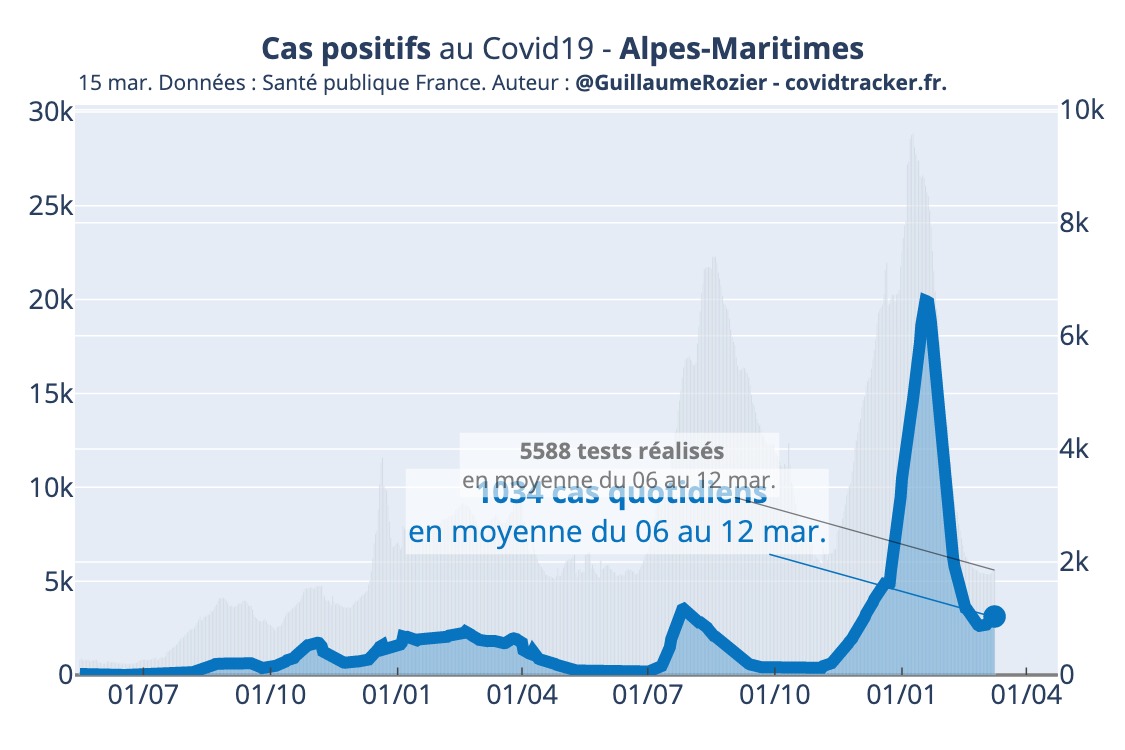 Cas positifs au Covid19 - Alpes-Maritimes
15 mar. Données : Santé publique France. Auteur : @GuillaumeRozier - covidtracker.fr.
30k
25k
20k
15k
10k
5k
0
10k
8k
6k
4k
2k
0
5588 tests réalisés
en moyenne du 06 au 12 mar.
1034 cas quotidiens
en moyenne du 06 au 12 mar.
01/07 01/10 01/01 01/04 01/07 01/10 01/01 01/04